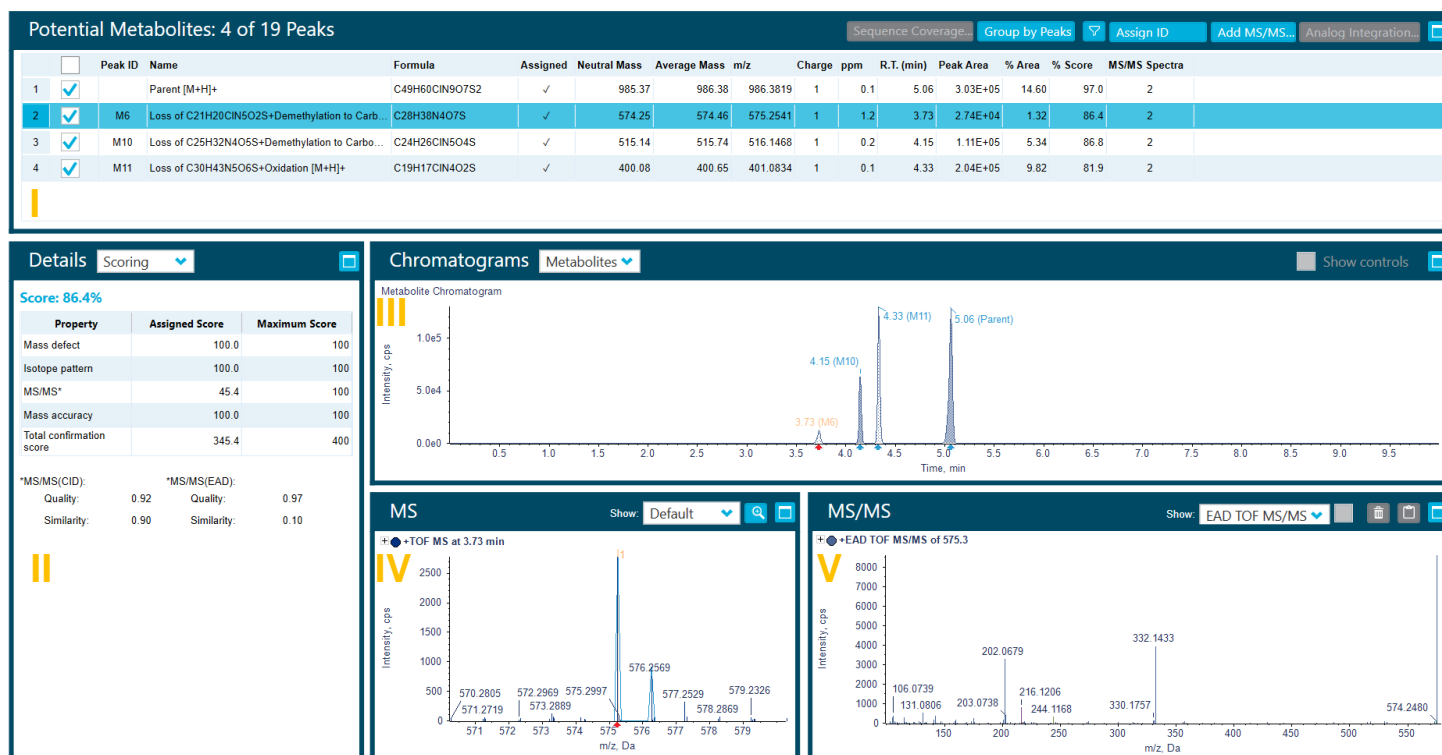 Potential Metabolites: 4 of 19 Peaks
Sequence Coverage... Group by Peaks Assign ID Add MS/MS... Analog Integration...
Peak ID Name Formula Assigned Neutral Mass Average Mass m/z Charge ppm R.T. (min) Peak Area % Area % Score MS/MS Spectra
1 Parent [M+H]+ C49H60ClN9O7S2 ✓ 985.37 986.38 986.3819 1 0.1 5.06 3.03E+05 14.60 97.0 2
2 M6 Loss of C21H20ClN5O2S+Demethylation to Carb... C28H38N4O7S ✓ 574.25 574.46 575.2541 1 1.2 3.73 2.74E+04 1.32 86.4 2
3 M10 Loss of C25H32N4O5S+Demethylation to Carbo... C24H26ClN5O4S ✓ 515.14 515.74 516.1468 1 0.2 4.15 1.11E+05 5.34 86.8 2
4 M11 Loss of C30H43N5O6S+Oxidation [M+H]+ C19H17ClN4O2S ✓ 400.08 400.65 401.0834 1 0.1 4.33 2.04E+05 9.82 81.9 2
I
Details Scoring
Score: 86.4%
Property Assigned Score Maximum Score
Mass defect 100.0 100
Isotope pattern 100.0 100
MS/MS* 45.4 100
Mass accuracy 100.0 100
Total confirmation
score 345.4 400
*MS/MS(CID): *MS/MS(EAD):
Quality: 0.92 Quality: 0.97
Similarity: 0.90 Similarity: 0.10
II
Chromatograms Metabolites Show controls
Metabolite Chromatogram
III
4.33 (M11)
5.06 (Parent)
1.0e5
4.15 (M10)
5.0e4
3.73 (M6)
0.0e0
Intensity, cps
0.5 1.0 1.5 2.0 2.5 3.0 3.5 4.0 4.5 5.0 5.5 6.0 6.5 7.0 7.5 8.0 8.5 9.0 9.5
Time, min
MS Show: Default
+TOF MS at 3.73 min
IV
1
2500
2000
1500
1000
500
0
Intensity, cps
576.2569
570.2805
571.2719
572.2969
573.2889
575.2997
577.2529
578.2869
579.2326
571 572 573 574 575 576 577 578 579
m/z, Da
MS/MS Show: EAD TOF MS/MS
+EAD TOF MS/MS of 575.3
V
8000
7000
6000
5000
4000
3000
2000
1000
0
Intensity, cps
332.1433
202.0679
106.0739
131.0806
203.0738
216.1206
244.1168
330.1757
574.2480
150 200 250 300 350 400 450 500 550
m/z, Da